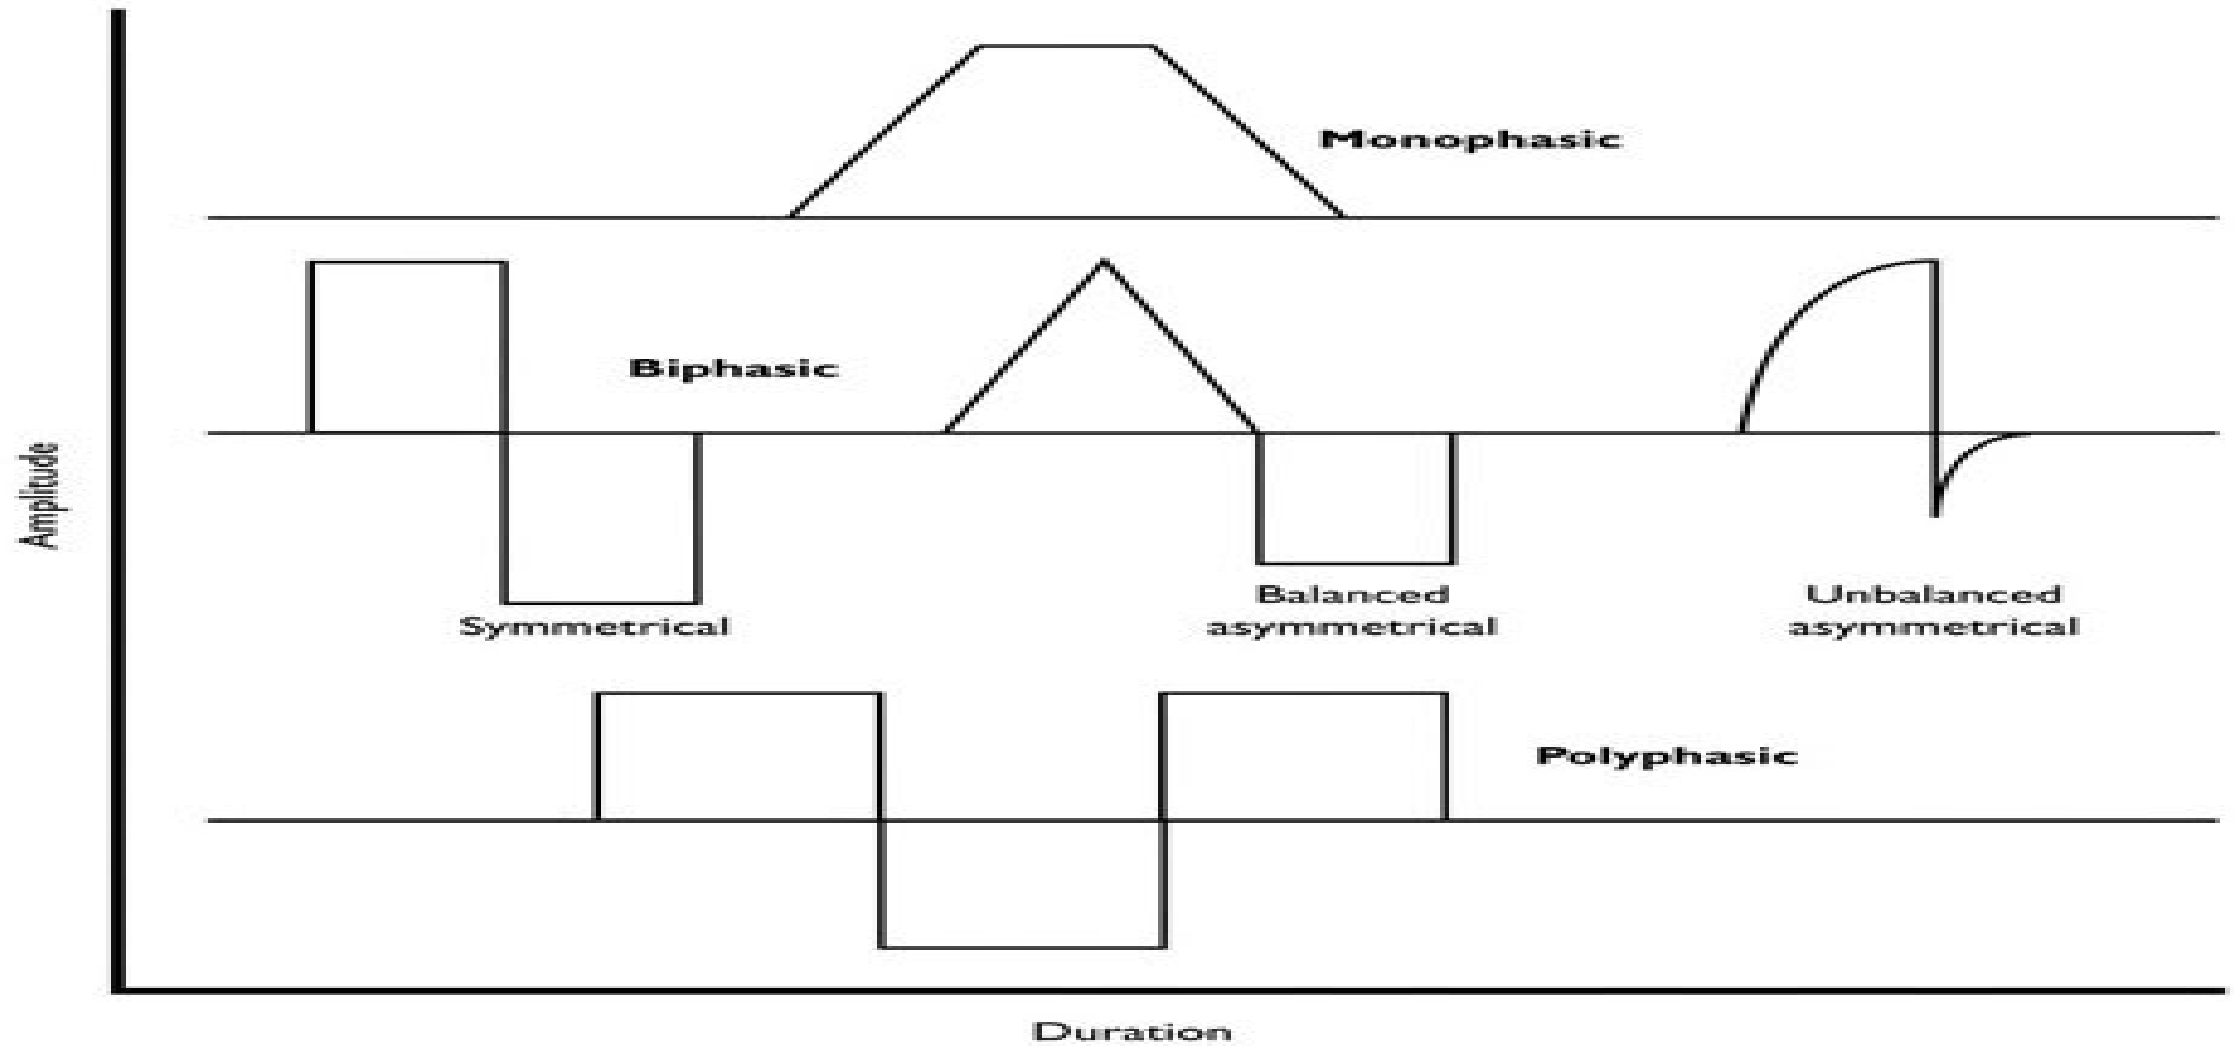 Monophasic
Biphasic
Amplitude
Symmetrical
Balanced
asymmetrical
Unbalanced
asymmetrical
Polyphasic
Duration